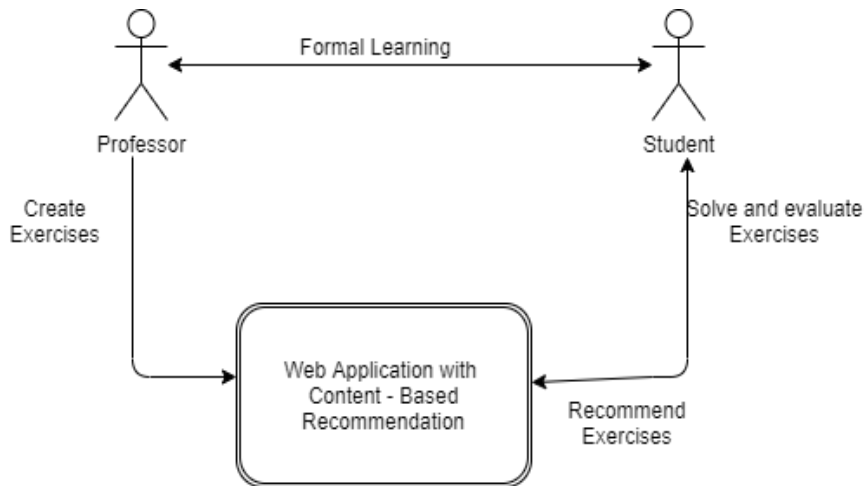 Formal Learning
Professor
Student
Create
Exercises
Solve and evaluate
Exercises
Web Application with
Content - Based
Recommendation
Recommend
Exercises